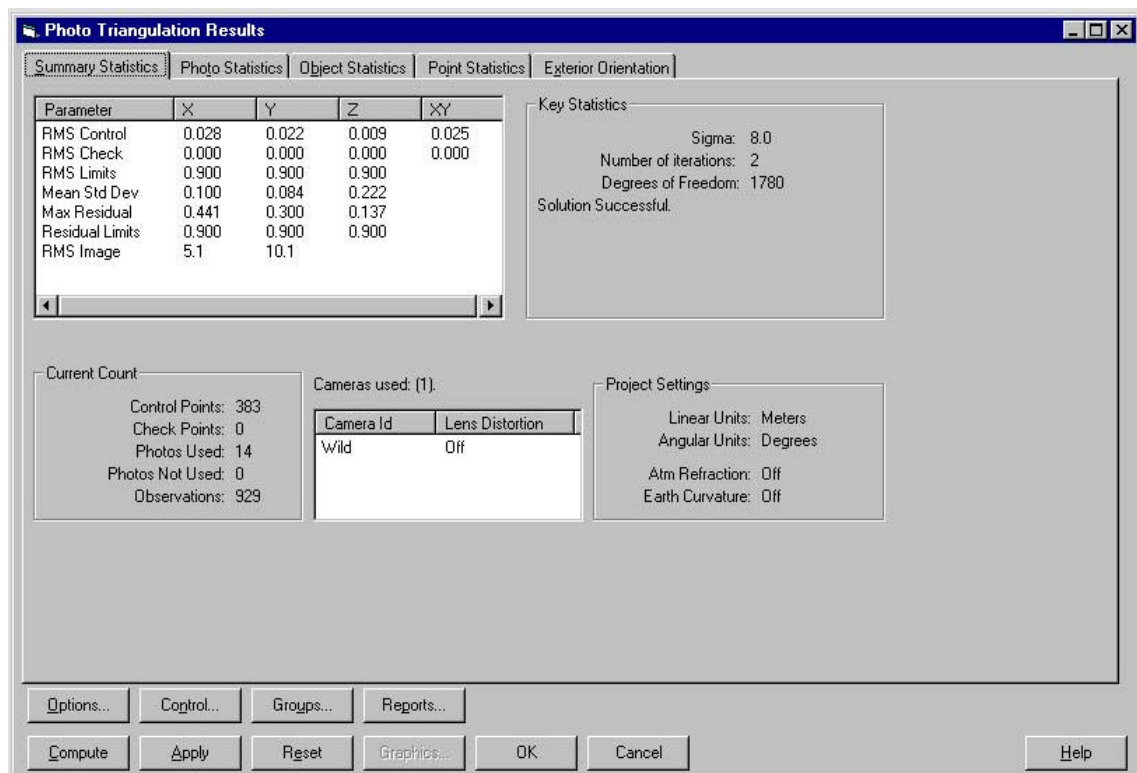 Photo Triangulation Results
Summary Statistics Photo Statistics Object Statistics Point Statistics Exterior Orientation
Parameter X Y Z XY
RMS Control 0.028 0.022 0.009 0.025
RMS Check 0.000 0.000 0.000 0.000
RMS Limits 0.900 0.900 0.900
Mean Std Dev 0.100 0.084 0.222
Max Residual 0.441 0.300 0.137
Residual Limits 0.900 0.900 0.900
RMS Image 5.1 10.1
Key Statistics
Sigma: 8.0
Number of iterations: 2
Degrees of Freedom: 1780
Solution Successful.
Current Count
Control Points: 383
Check Points: 0
Photos Used: 14
Photos Not Used: 0
Observations: 929
Cameras used: (1).
Camera Id Lens Distortion
Wild Off
Project Settings
Linear Units: Meters
Angular Units: Degrees
Atm Refraction: Off
Earth Curvature: Off
Options... Control... Groups... Reports...
Compute Apply Reset Graphics... OK Cancel Help